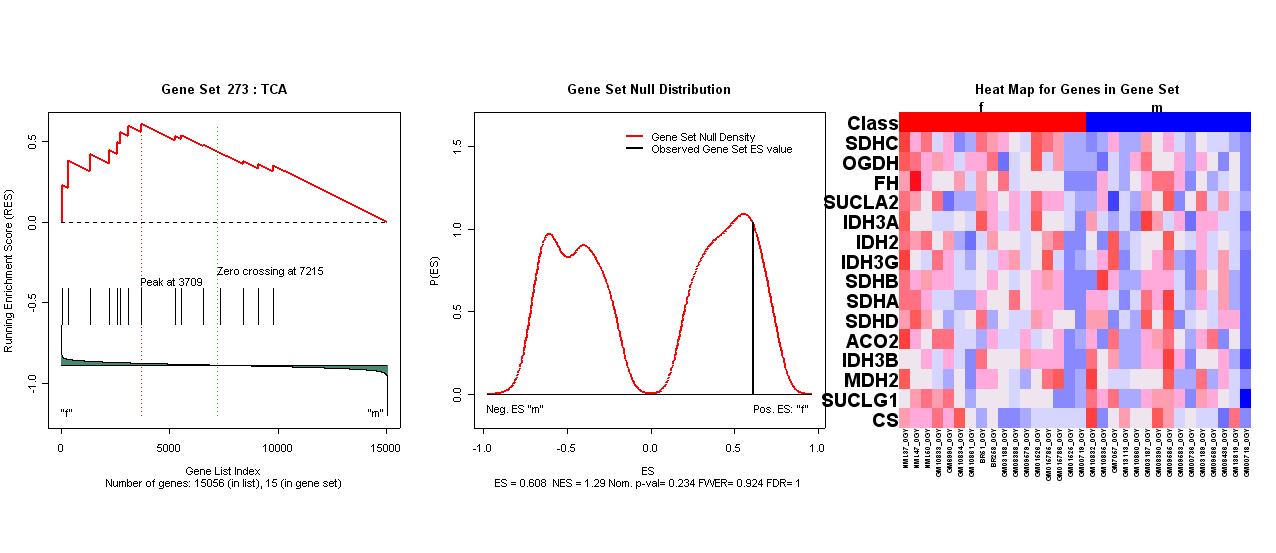 Gene Set  273 : TCA
Running Enrichment Score (RES)
0.5
0.0
-0.5
-1.0
Peak at 3709
Zero crossing at 7215
"f"
"m"
0
5000
10000
15000
Gene List Index
Number of genes: 15056 (in list), 15 (in gene set)
Gene Set Null Distribution
P(ES)
1.5
1.0
0.5
0.0
Gene Set Null Density
Observed Gene Set ES value
Neg. ES "m"
Pos. ES: "f"
-1.0
-0.5
0.0
0.5
1.0
ES
ES = 0.608  NES = 1.29 Nom. p-val= 0.234 FWER= 0.924 FDR= 1
Heat Map for Genes in Gene Set
f
m
Class
SDHC
OGDH
FH
SUCLA2
IDH3A
IDH2
IDH3G
SDHB
SDHA
SDHD
ACO2
IDH3B
MDH2
SUCLG1
CS